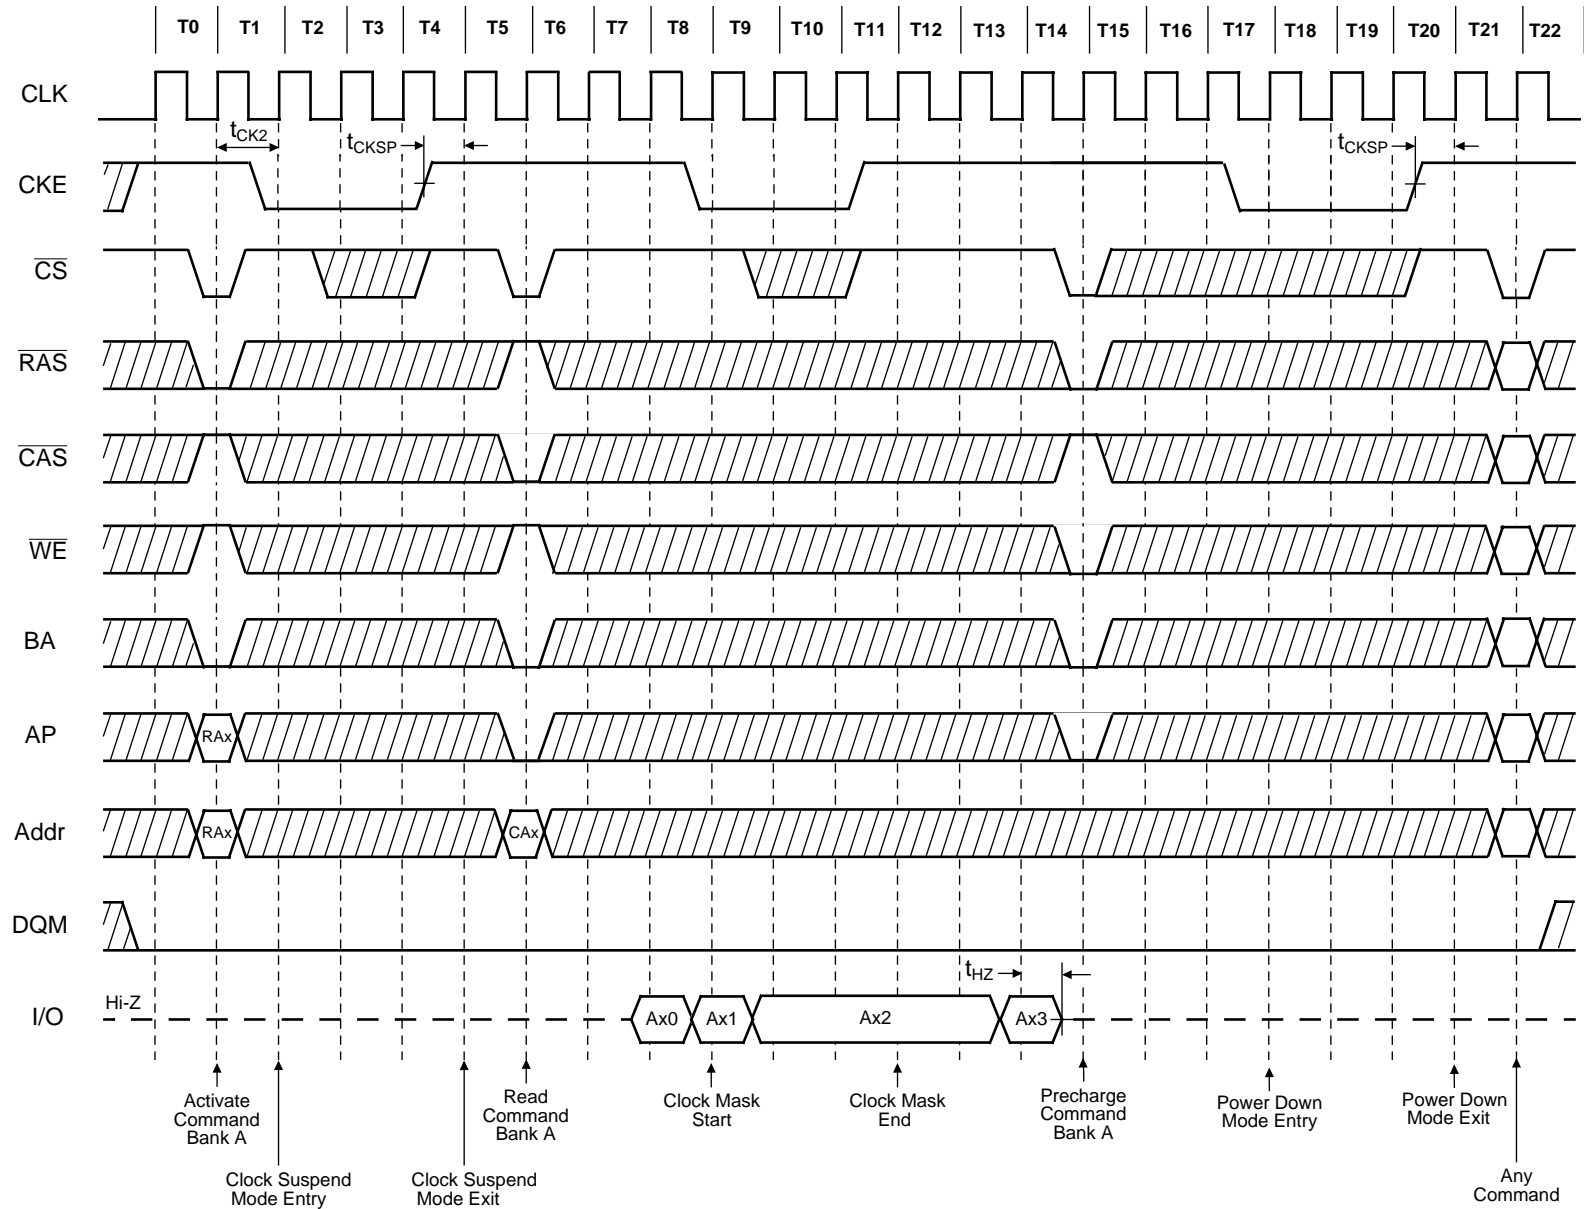 T0 T1 T2 T3 T4 T5 T6 T7 T8 T9 T10 T11 T12 T13 T14 T15 T16 T17 T18 T19 T20 T21 T22
CLK
tCK2
tCKSP
tCKSP
CKE
CS
RAS
CAS
WE
BA
AP
RAx
Addr
RAx
CAx
DQM
tHZ
Hi-Z
I/O
Ax0
Ax1
Ax2
Ax3
Activate
Command
Bank A
Clock Suspend
Mode Entry
Clock Suspend
Mode Exit
Read
Command
Bank A
Clock Mask
Start
Clock Mask
End
Precharge
Command
Bank A
Power Down
Mode Entry
Power Down
Mode Exit
Any
Command